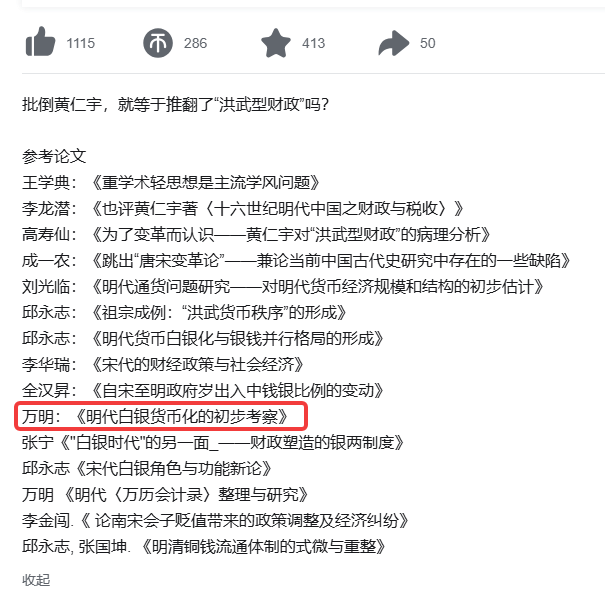 1115 286 413 50
批倒黄仁宇，就等于推翻了“洪武型财政”吗？
参考论文
王学典：《重学术轻思想是主流学风问题》
李龙潜：《也评黄仁宇著〈十六世纪明代中国之财政与税收〉》
高寿仙：《为了变革而认识——黄仁宇对“洪武型财政”的病理分析》
成一农：《跳出“唐宋变革论”——兼论当前中国古代史研究中存在的一些缺陷》
刘光临：《明代通货问题研究——对明代货币经济规模和结构的初步估计》
邱永志：《祖宗成例：“洪武货币秩序”的形成》
邱永志：《明代货币白银化与银钱并行格局的形成》
李华瑞：《宋代的财经政策与社会经济》
全汉昇：《自宋至明政府岁出入中钱银比例的变动》
万明：《明代白银货币化的初步考察》
张宁《"白银时代"的另一面_——财政塑造的银两制度》
邱永志《宋代白银角色与功能新论》
万明 《明代〈万历会计录〉整理与研究》
李金闯.《 论南宋会子贬值带来的政策调整及经济纠纷》
邱永志, 张国坤. 《明清铜钱流通体制的式微与重整》
收起